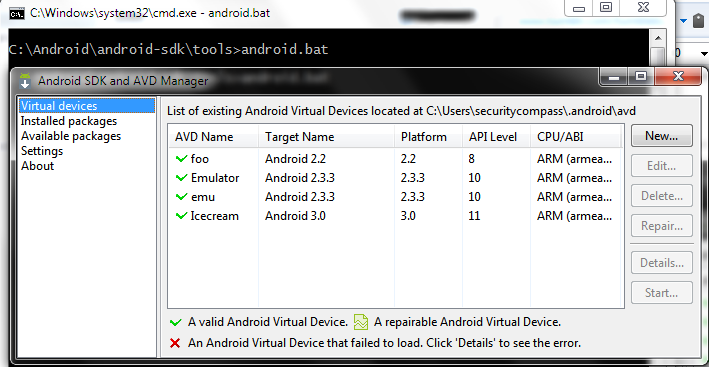 C:\Windows\system32\cmd.exe - android.bat
C:\Android\android-sdk\tools>android.bat
Android SDK and AVD Manager
Virtual devices
Installed packages
Available packages
Settings
About
List of existing Android Virtual Devices located at C:\Users\securitycompass\.android\avd
AVD Name Target Name Platform API Level CPU/ABI
foo Android 2.2 2.2 8 ARM (armea...
Emulator Android 2.3.3 2.3.3 10 ARM (armea...
emu Android 2.3.3 2.3.3 10 ARM (armea...
Icecream Android 3.0 3.0 11 ARM (armea...
New...
Edit...
Delete...
Repair...
Details...
Start...
A valid Android Virtual Device. A repairable Android Virtual Device.
An Android Virtual Device that failed to load. Click 'Details' to see the error.